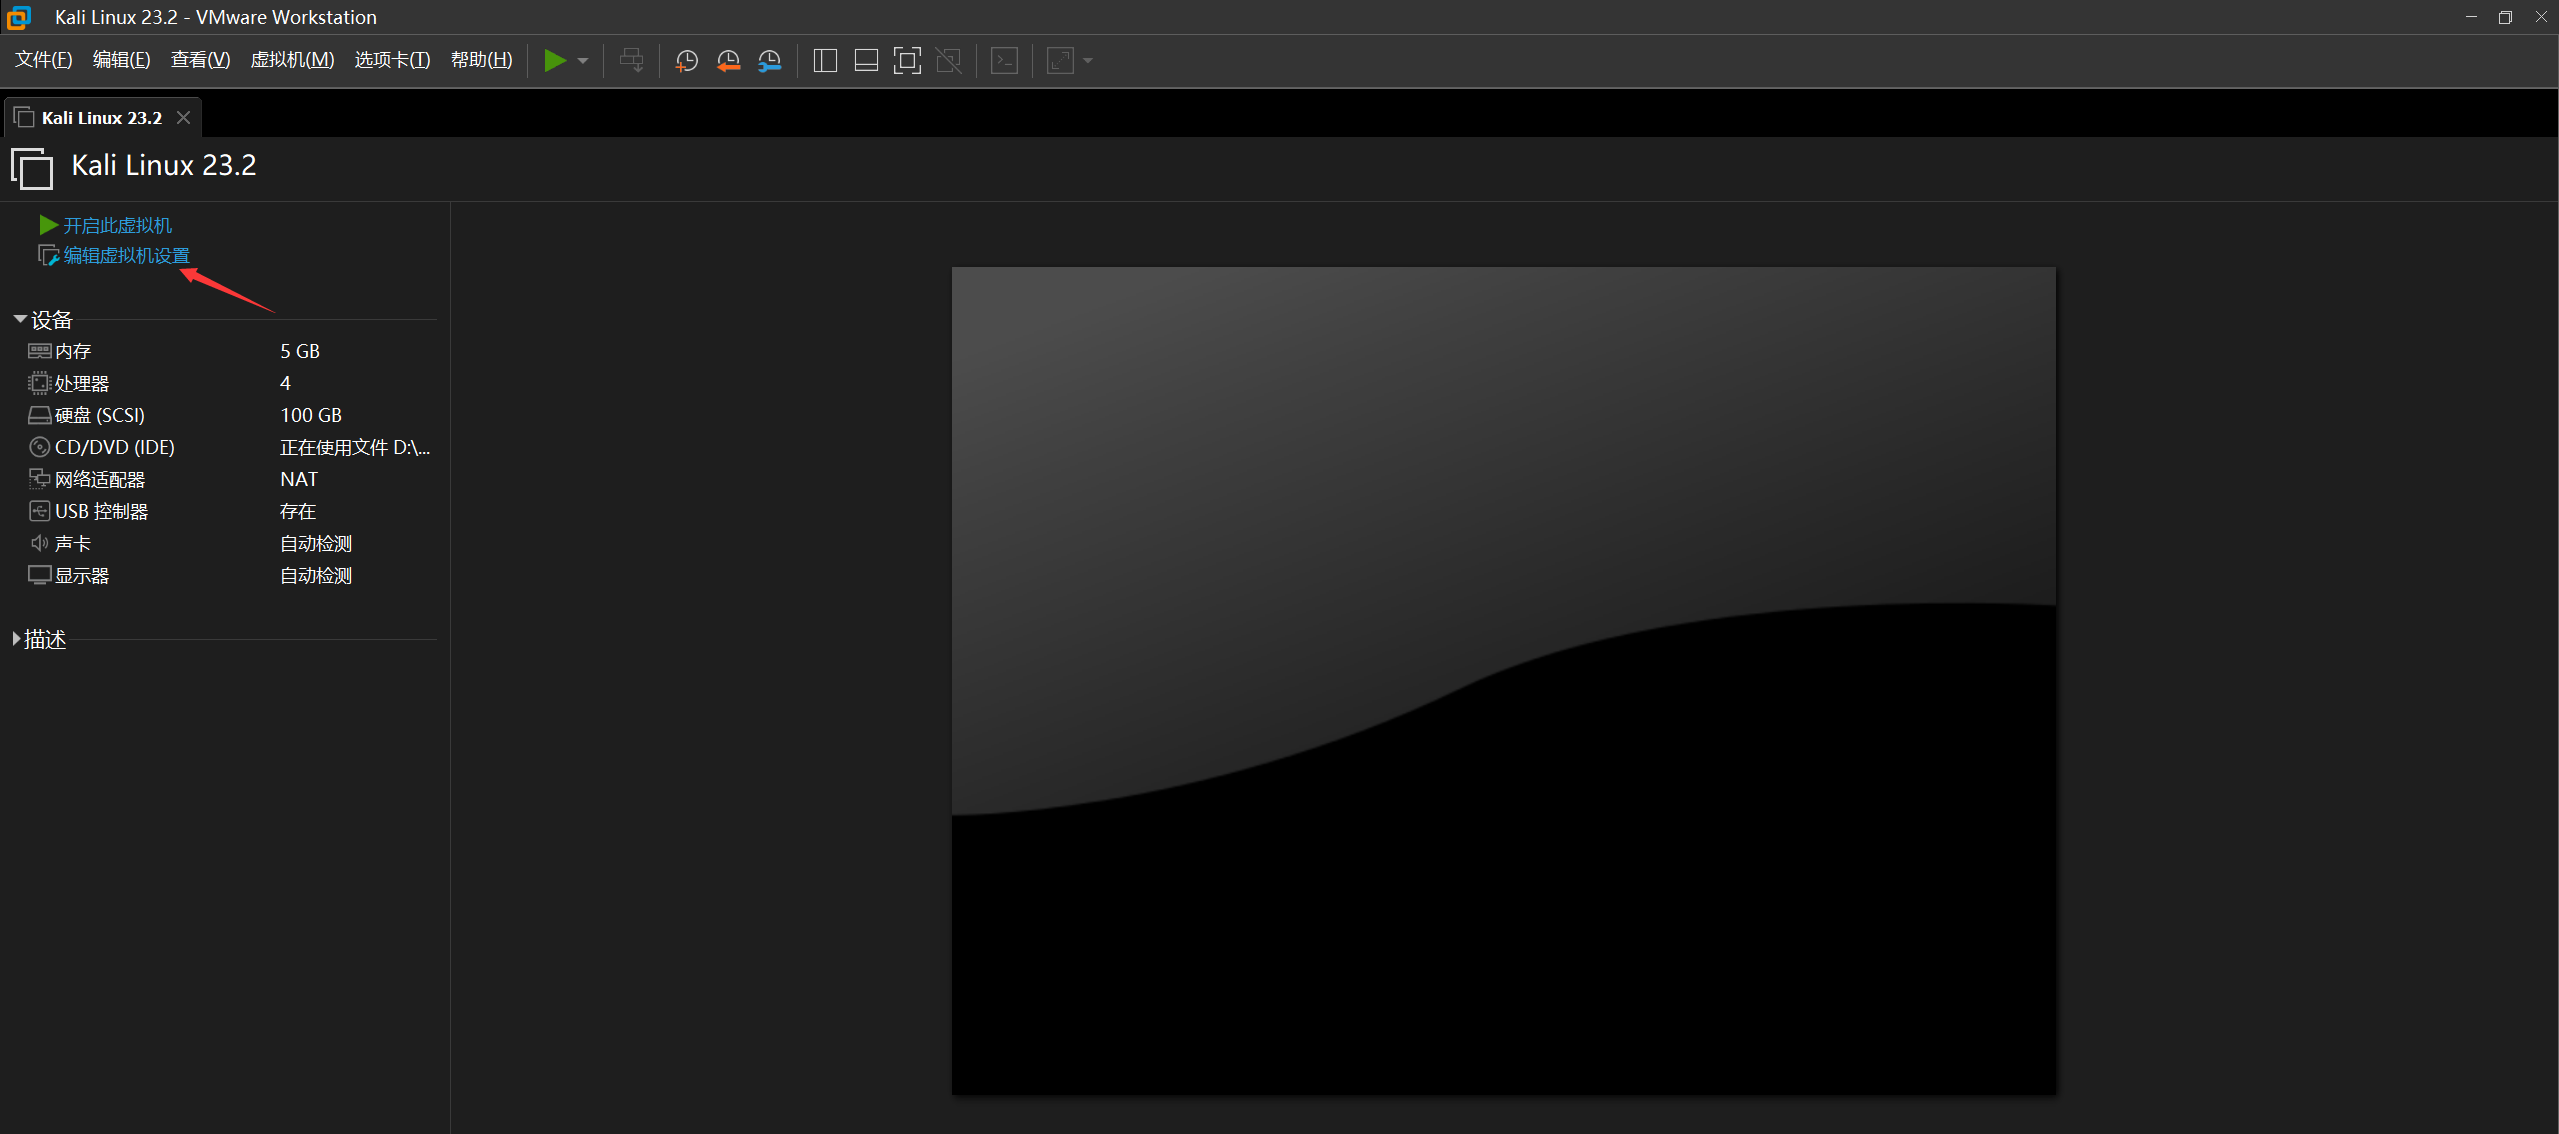 Kali Linux 23.2 - VMware Workstation
文件(F) 编辑(E) 查看(V) 虚拟机(M) 选项卡(T) 帮助(H)
Kali Linux 23.2
Kali Linux 23.2
开启此虚拟机
编辑虚拟机设置
设备
内存 5 GB
处理器 4
硬盘 (SCSI) 100 GB
CD/DVD (IDE) 正在使用文件 D:\...
网络适配器 NAT
USB 控制器 存在
声卡 自动检测
显示器 自动检测
描述